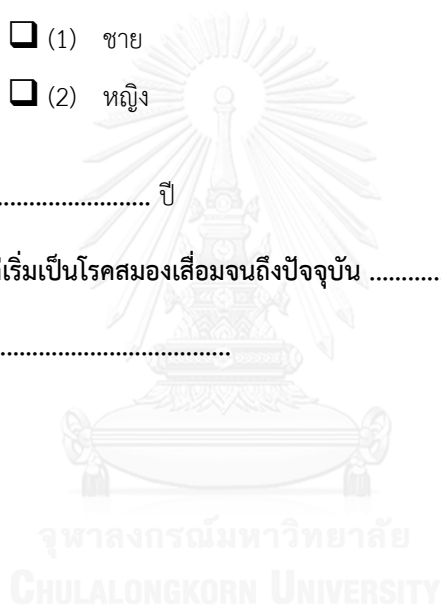 ❑ (1) ชาย
❑ (2) หญิง
........................ ปี
เริ่มเป็นโรคสมองเสื่อมจนถึงปัจจุบัน ...........
...................................
จุฬาลงกรณ์มหาวิทยาลัย
CHULALONGKORN UNIVERSITY